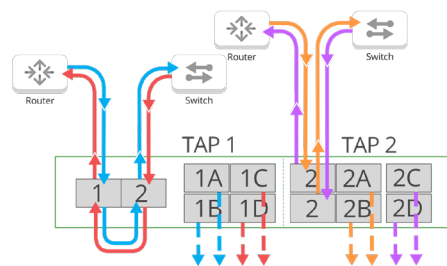 Router
Switch
Router
Switch
TAP 1
TAP 2
1 2
1A 1C
1B 1D
2 2A 2C
2 2B 2D